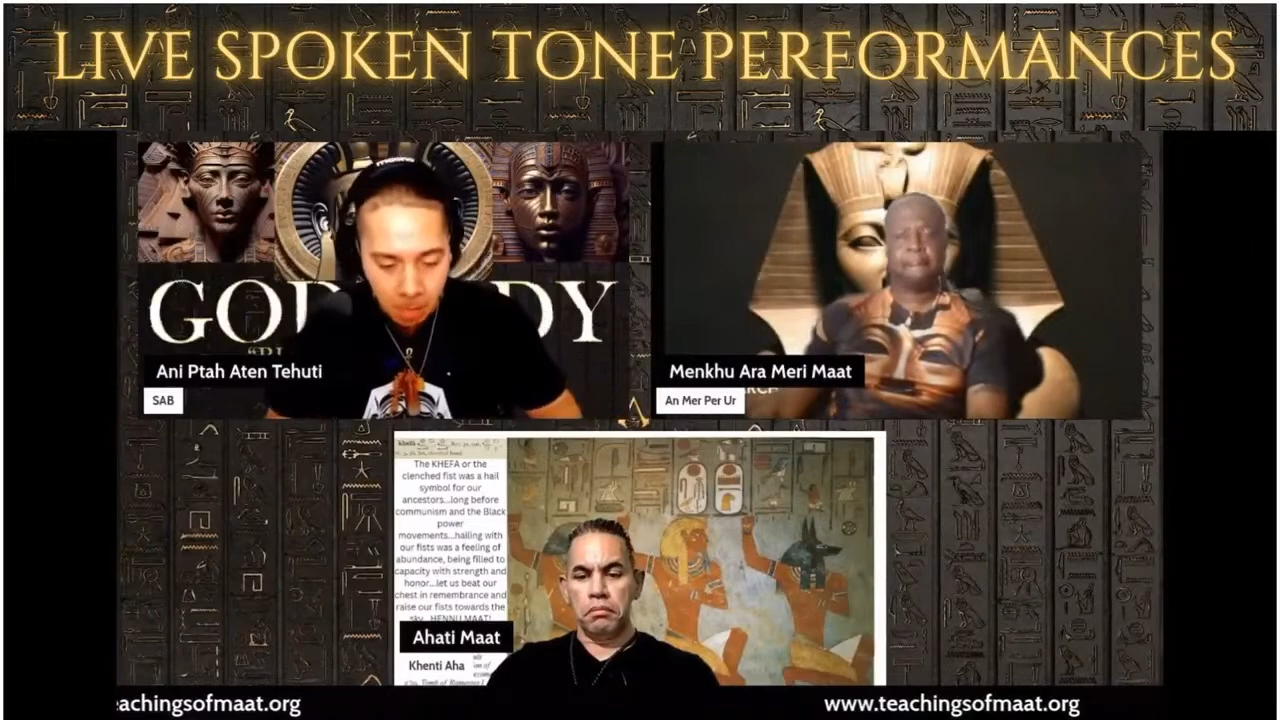 LIVE SPOKEN TONE PERFORMANCES
GOD DY
Ani Ptah Aten Tehuti
SAB
Menkhu Ara Meri Maat
An Mer Per Ur
The KHEFA or the
clenched fist was a hail
symbol for our
ancestors...long before
communism and the Black
power
movements...hailing with
our fists was a feeling of
abundance, being filled to
capacity with strength and
honor...let us beat our
chest in remembrance and
raise our fists towards the
sky...HENNU MAAT!
Ahati Maat
Khenti Aha
Tomb of Ramesses I
eachingsofmaat.org
www.teachingsofmaat.org